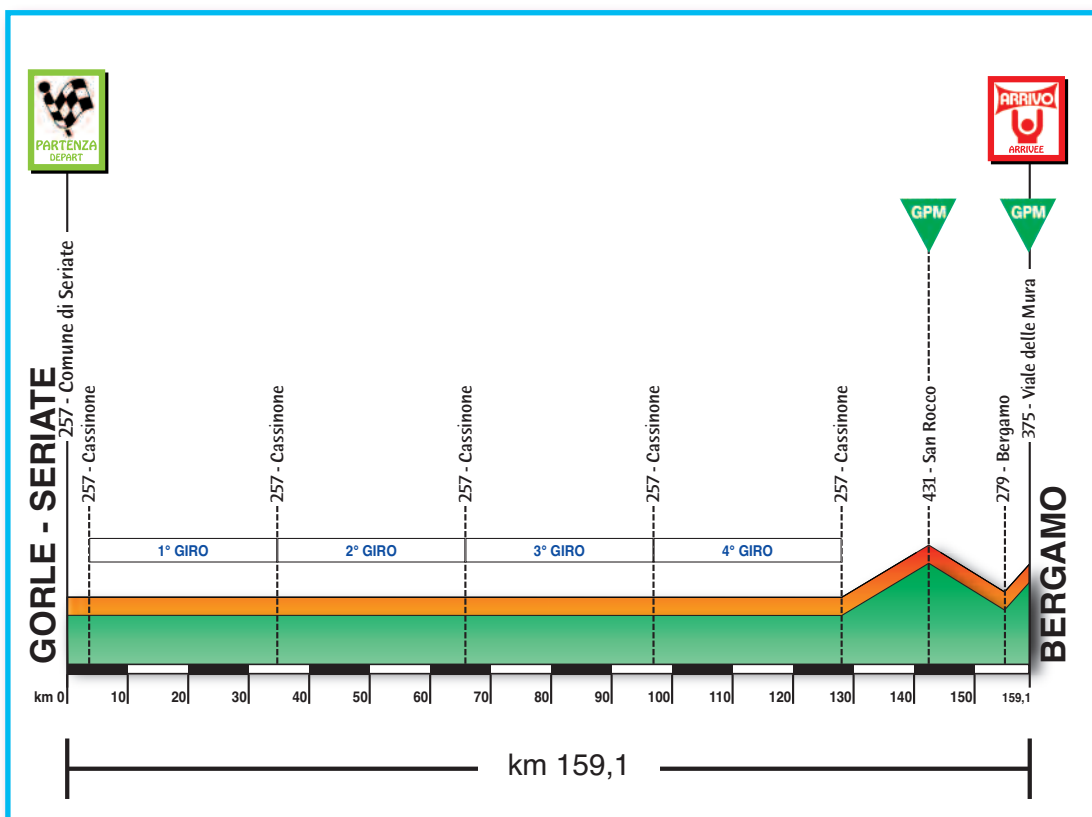 PARTENZA
DEPART
ARRIVO
ARRIVEE
GPM
GPM
GORLE - SERIATE
257 - Comune di Seriate
257 - Cassinone
257 - Cassinone
257 - Cassinone
257 - Cassinone
257 - Cassinone
431 - San Rocco
279 - Bergamo
375 - Viale delle Mura
BERGAMO
1° GIRO
2° GIRO
3° GIRO
4° GIRO
km 0 10 20 30 40 50 60 70 80 90 100 110 120 130 140 150 159,1
km 159,1